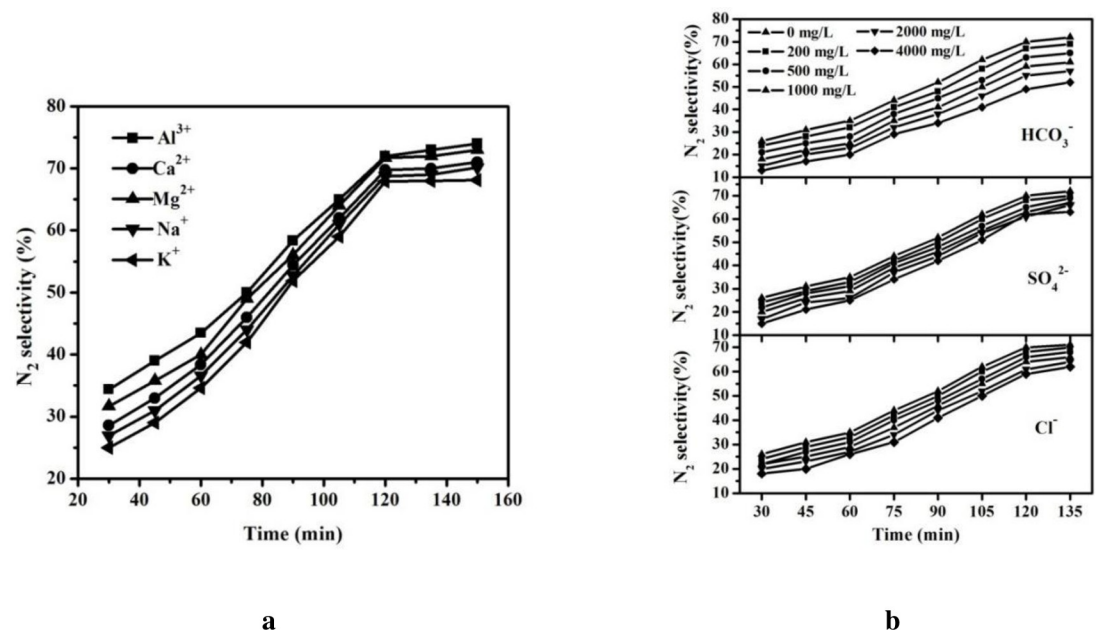 80
70
60
50
40
30
20
N₂ selectivity (%)
Al³⁺
Ca²⁺
Mg²⁺
Na⁺
K⁺
20 40 60 80 100 120 140 160
Time (min)
a
80
70
60
50
40
30
20
10
N₂ selectivity(%)
0 mg/L 2000 mg/L
200 mg/L 4000 mg/L
500 mg/L
1000 mg/L
HCO₃⁻
70
60
50
40
30
20
10
N₂ selectivity(%)
SO₄²⁻
70
60
50
40
30
20
10
N₂ selectivity(%)
Cl⁻
30 45 60 75 90 105 120 135
Time (min)
b